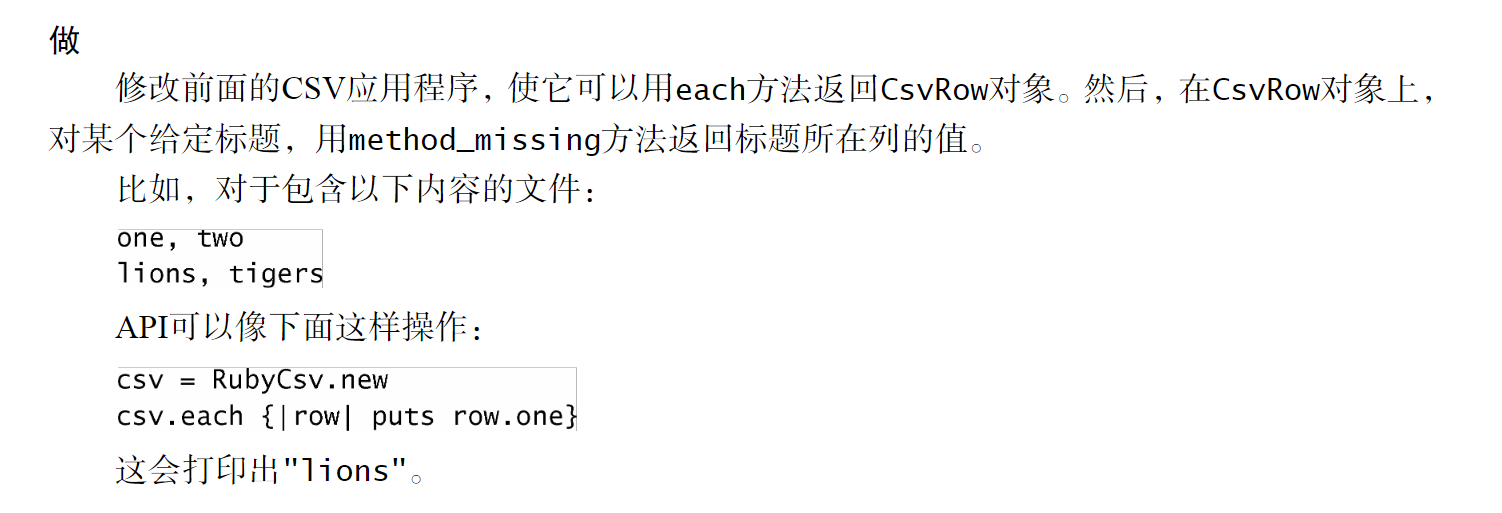 做
修改前面的CSV应用程序，使它可以用each方法返回CsvRow对象。然后，在CsvRow对象上，
对某个给定标题，用method_missing方法返回标题所在列的值。
比如，对于包含以下内容的文件：
one, two
lions, tigers
API可以像下面这样操作：
csv = RubyCsv.new
csv.each {|row| puts row.one}
这会打印出"lions"。